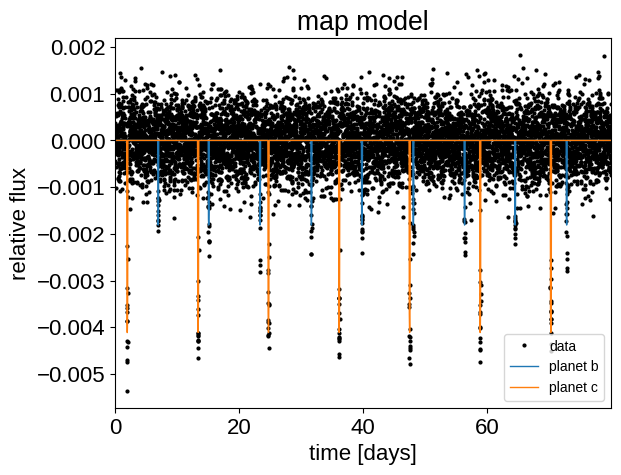 map model
0.002
0.001
0.000
−0.001
−0.002
−0.003
−0.004
−0.005
relative flux
data
planet b
planet c
0
20
40
60
time [days]